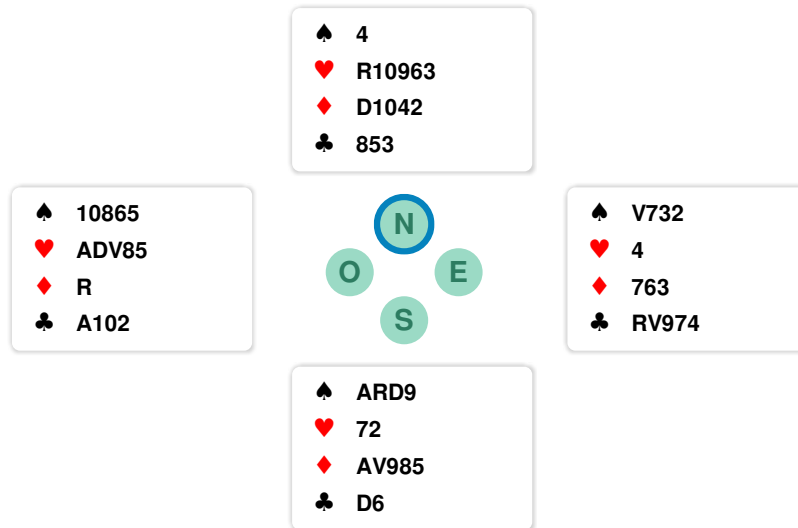 ♠ 4
♥ R10963
♦ D1042
♣ 853
♠ 10865
♥ ADV85
♦ R
♣ A102
N
O E
S
♠ V732
♥ 4
♦ 763
♣ RV974
♠ ARD9
♥ 72
♦ AV985
♣ D6